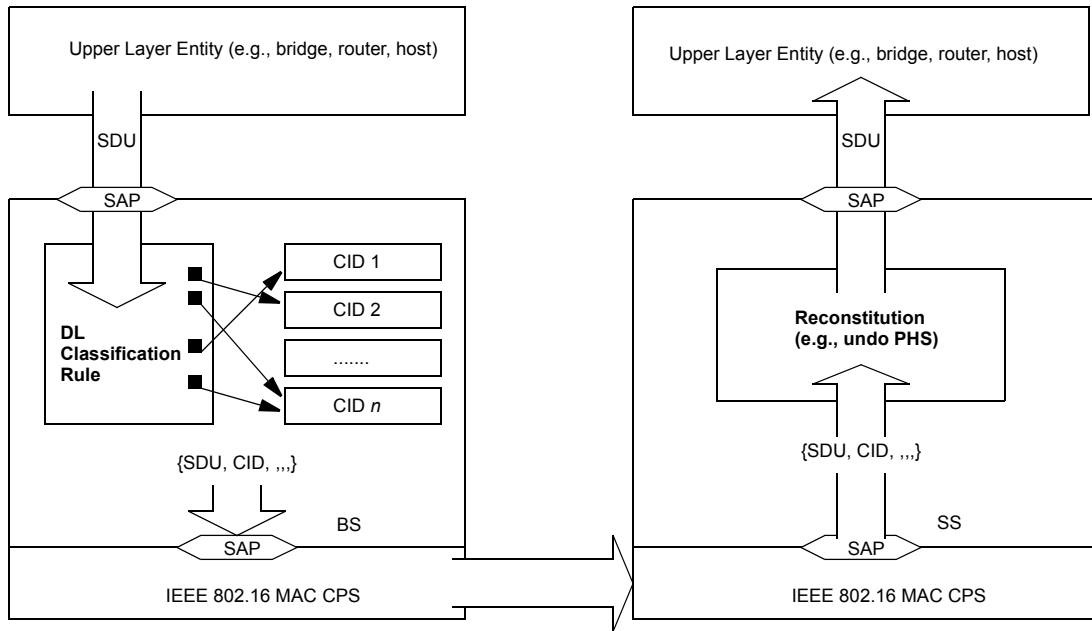 Upper Layer Entity (e.g., bridge, router, host)
SDU
SAP
DL
Classification
Rule
CID 1
CID 2
.......
CID n
{SDU, CID, ,,,}
BS
SAP
IEEE 802.16 MAC CPS
Upper Layer Entity (e.g., bridge, router, host)
SDU
SAP
Reconstitution
(e.g., undo PHS)
{SDU, CID, ,,,}
SS
SAP
IEEE 802.16 MAC CPS